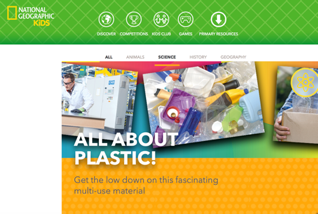 NATIONAL
GEOGRAPHIC
KiDS
DISCOVER COMPETITIONS KIDS CLUB GAMES PRIMARY RESOURCES
ALL ANIMALS SCIENCE HISTORY GEOGRAPHY
ALL ABOUT
PLASTIC!
Get the low down on this fascinating
multi-use material